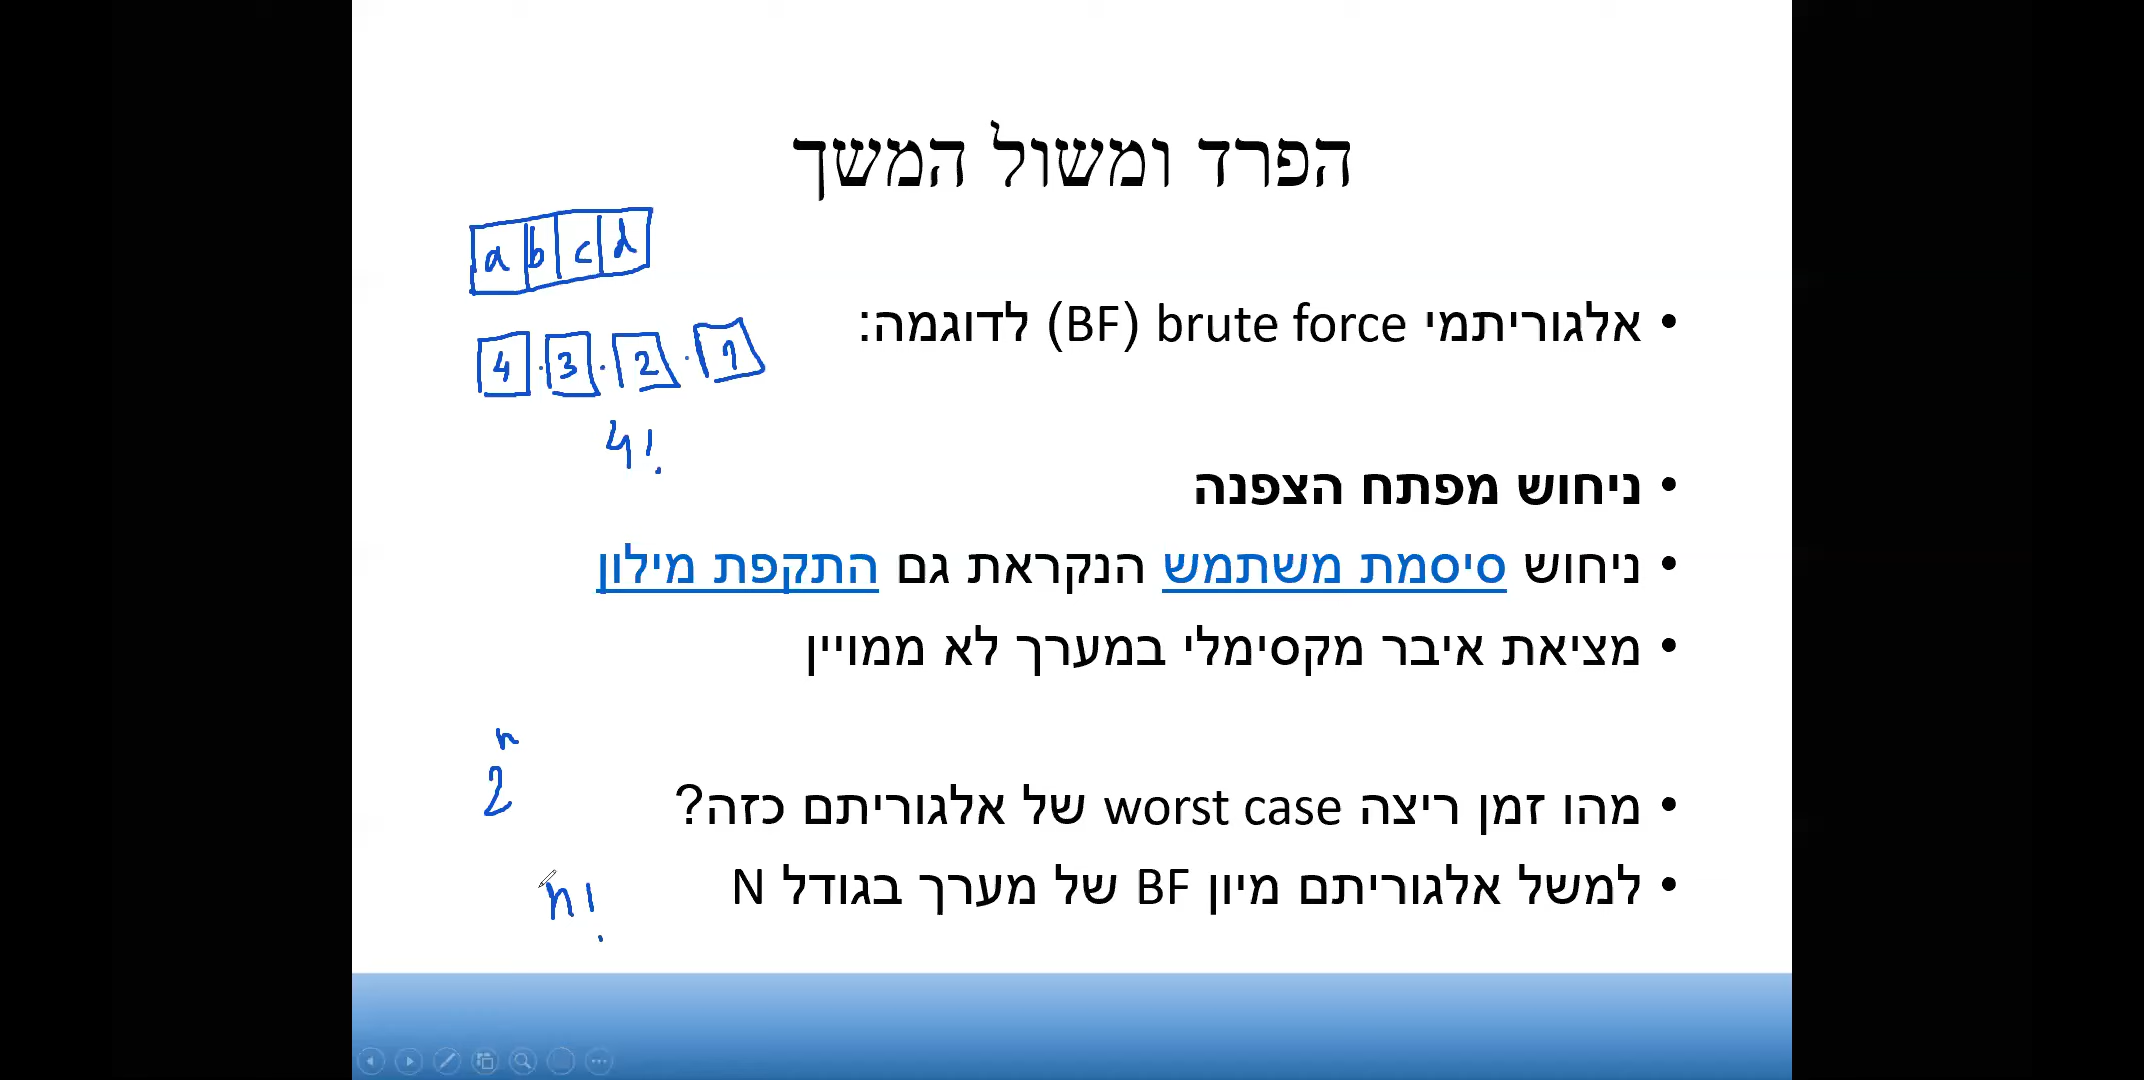 הפרד ומשול המשך
a b c d
• אלגוריתמי brute force (BF) לדוגמה:
4 · 3 · 2 · 1
4!
• ניחוש מפתח הצפנה
• ניחוש סיסמת משתמש הנקראת גם התקפת מילון
• מציאת איבר מקסימלי במערך לא ממויין
2ⁿ
• מהו זמן ריצה worst case של אלגוריתם כזה?
• למשל אלגוריתם מיון BF של מערך בגודל N
n!